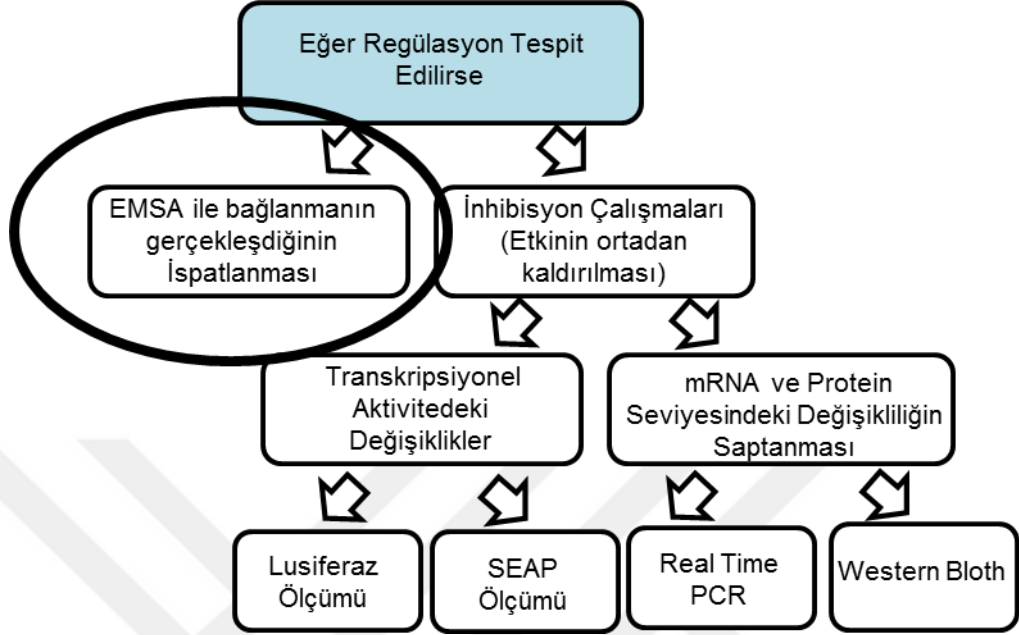 Eğer Regülasyon Tespit
Edilirse
EMSA ile bağlanmanın
gerçekleşdiğinin
İspatlanması
İnhibisyon Çalışmaları
(Etkinin ortadan
kaldırılması)
Transkripsiyonel
Aktivitedeki
Değişiklikler
mRNA ve Protein
Seviyesindeki Değişikliliğin
Saptanması
Lusiferaz
Ölçümü
SEAP
Ölçümü
Real Time
PCR
Western Bloth